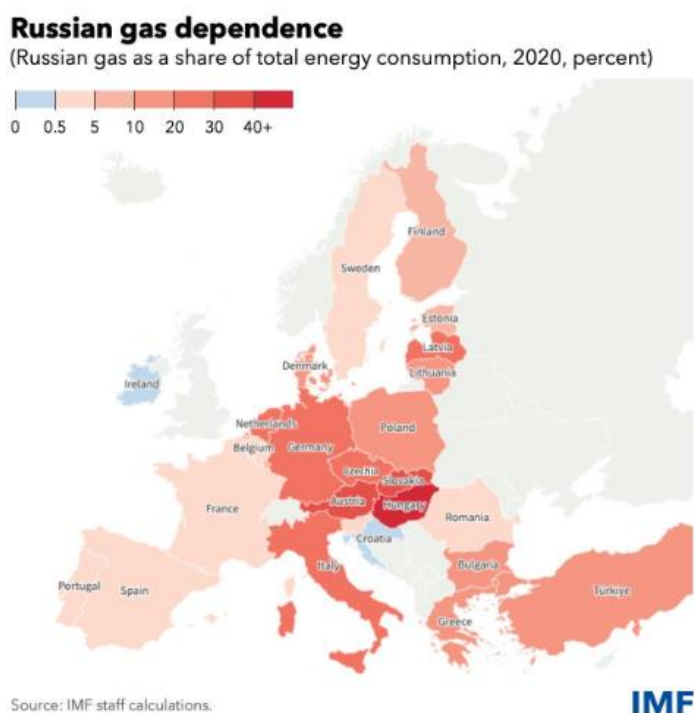 Russian gas dependence
(Russian gas as a share of total energy consumption, 2020, percent)
0 0.5 5 10 20 30 40+
Finland
Sweden
Estonia
Latvia
Denmark
Lithuania
Ireland
Netherlands
Poland
Belgium
Germany
Czechia
Slovakia
Austria
Hungary
France
Romania
Croatia
Italy
Bulgaria
Portugal
Spain
Türkiye
Greece
Source: IMF staff calculations.
IMF